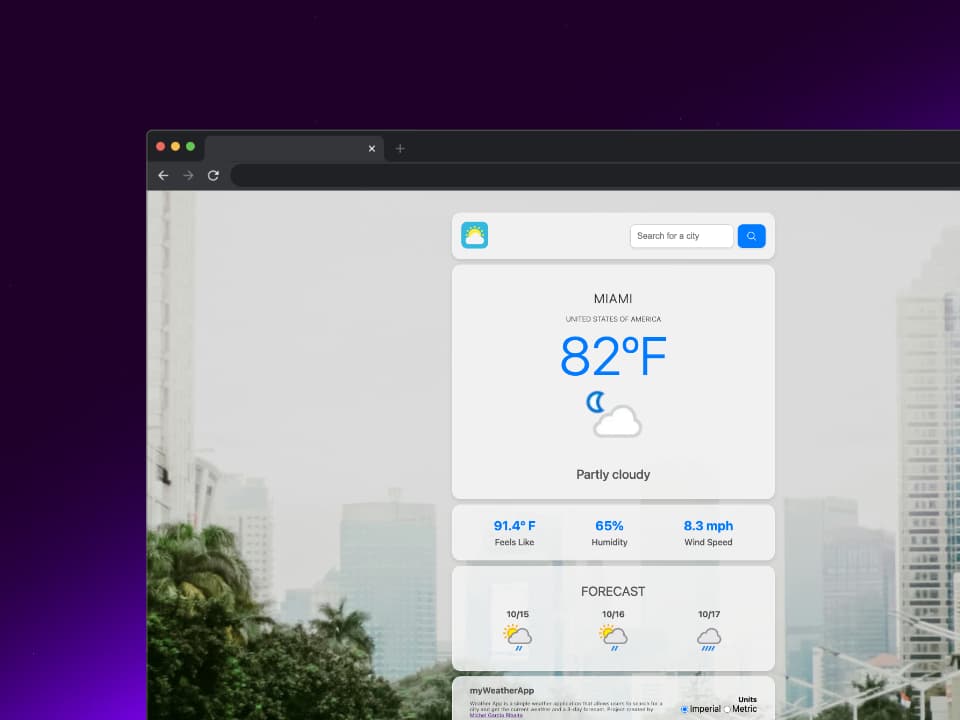 Search for a city
MIAMI
UNITED STATES OF AMERICA
82°F
Partly cloudy
91.4° F 65% 8.3 mph
Feels Like Humidity Wind Speed
FORECAST
10/15 10/16 10/17
myWeatherApp
Weather App is a simple weather application that allows users to search for a
city and get the current weather and a 3-day forecast. Project created by
Michel Garlo Ribeiro
Units
Imperial Metric